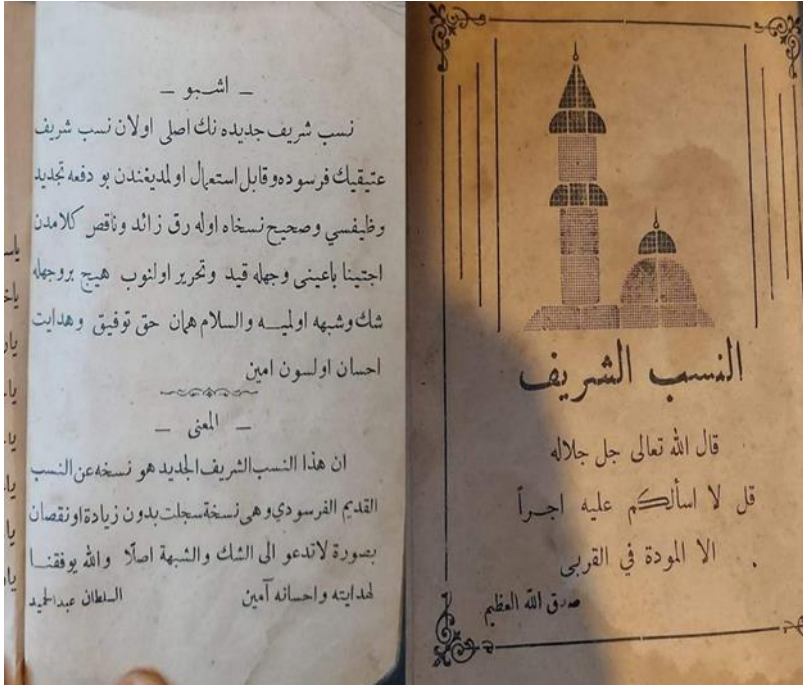 النسب الشريف
قال الله تعالى جل جلاله
قل لا اسألكم عليه اجراً
الا المودة في القربى
صدق الله العظيم
— اشبو —
نسب شريف جديده نك اصلى اولان نسب شريف
عتيقيك فرسوده وقابل استعمال اولمديغندن بو دفعه تجديد
وظيفسي وصحيح نسخاه اوله رق زائد وناقص كلامدن
اجتينا باعينى وجهله قيد وتحرير اولنوب هيچ بروجهله
شك وشبهه اولميه والسلام همان حق توفيق وهدايت
احسان اولسون امين
— المعنى —
ان هذا النسب الشريف الجديد هو نسخه عن النسب
القديم الفرسودي وهى نسخة سجلت بدون زيادة او نقصان
بصورة لاتدعو الى الشك والشبهة اصلًا والله يوفقنا
لهدايته واحسانه آمين السلطان عبدالحميد